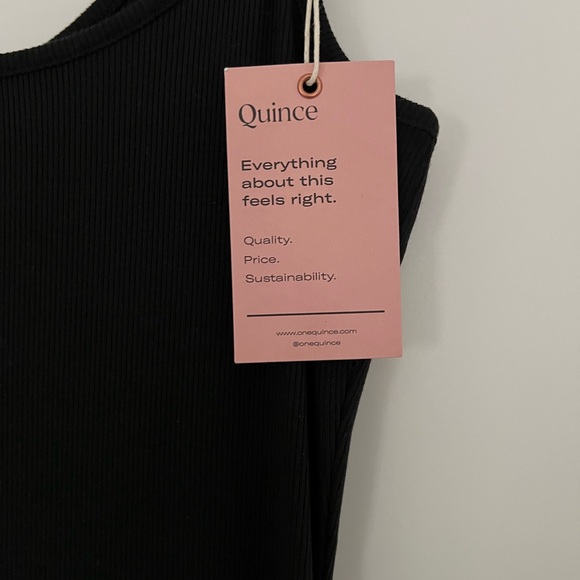 Quince
Everything
about this
feels right.
Quality.
Price.
Sustainability.
www.onequince.com
@onequince